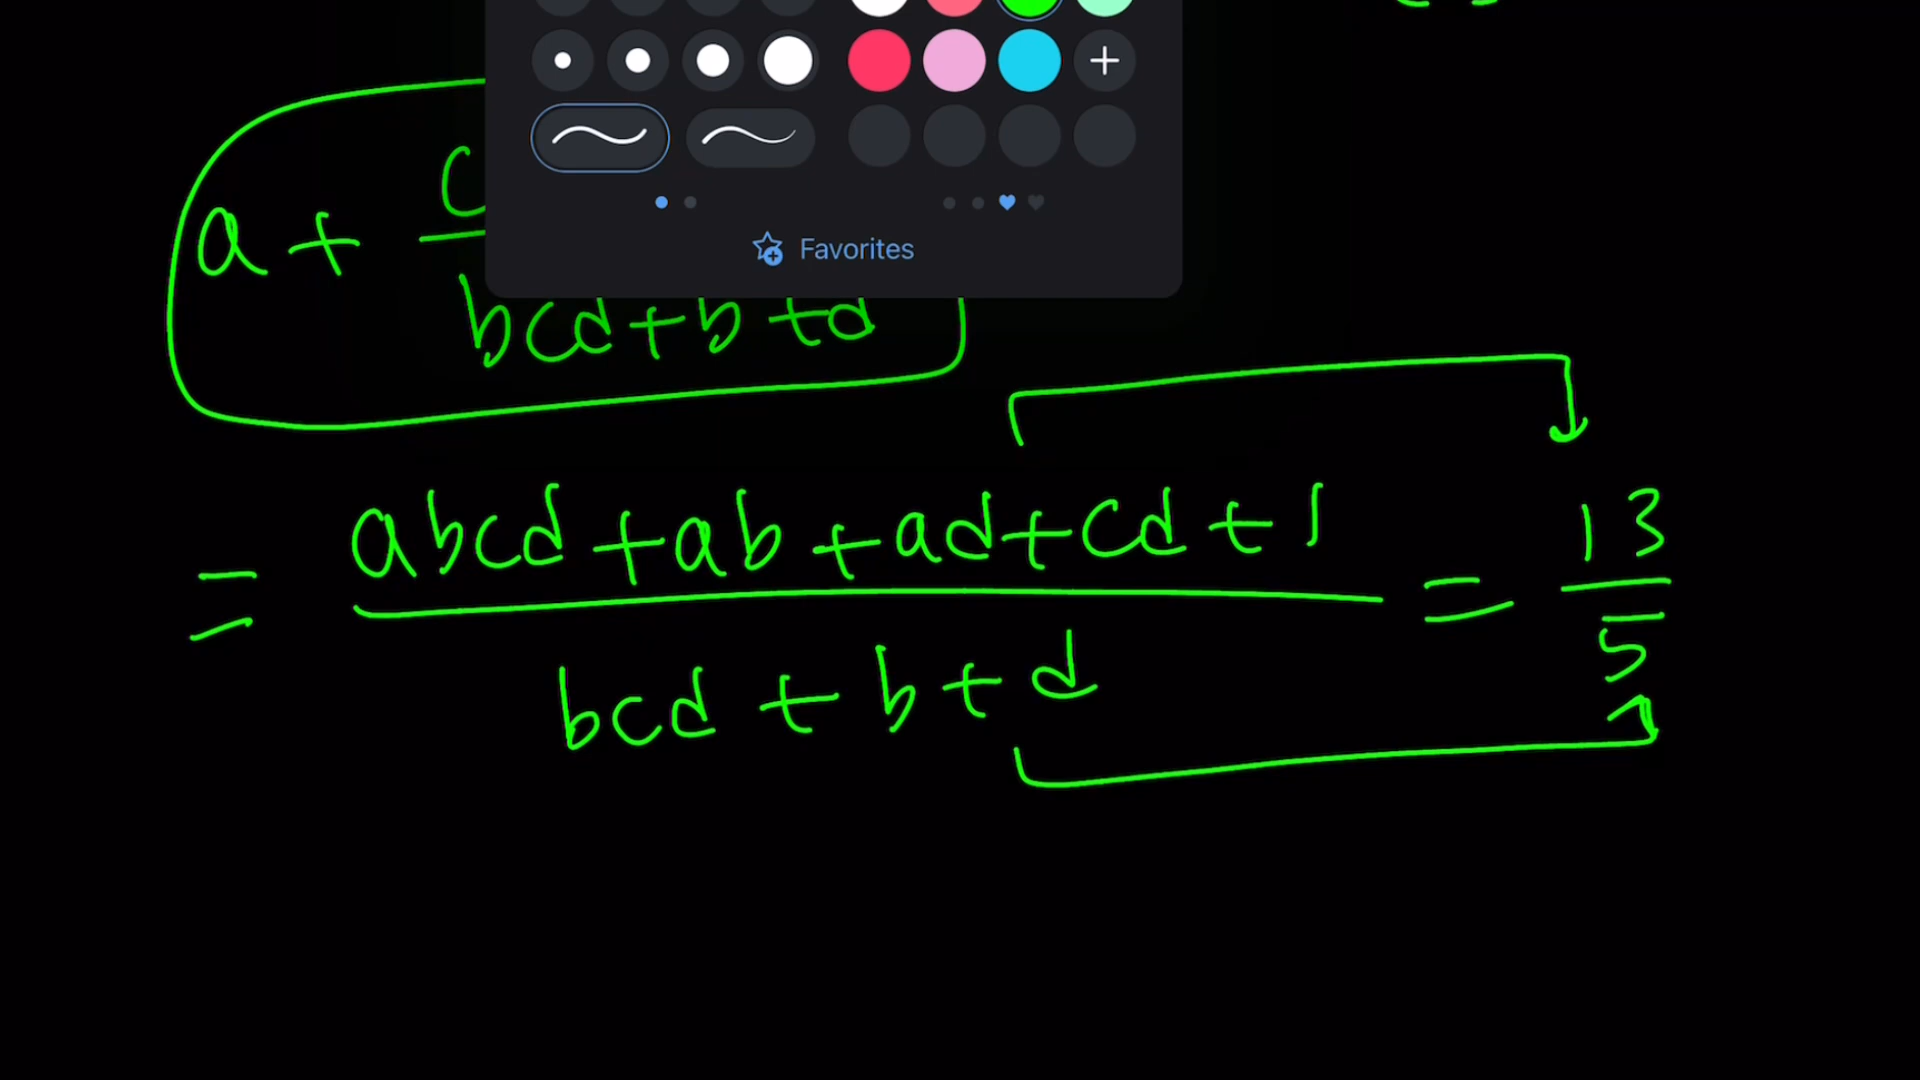 Favorites
a + c
bcd + b + d
= abcd + ab + ad + cd + 1 = 13
bcd + b + d 5